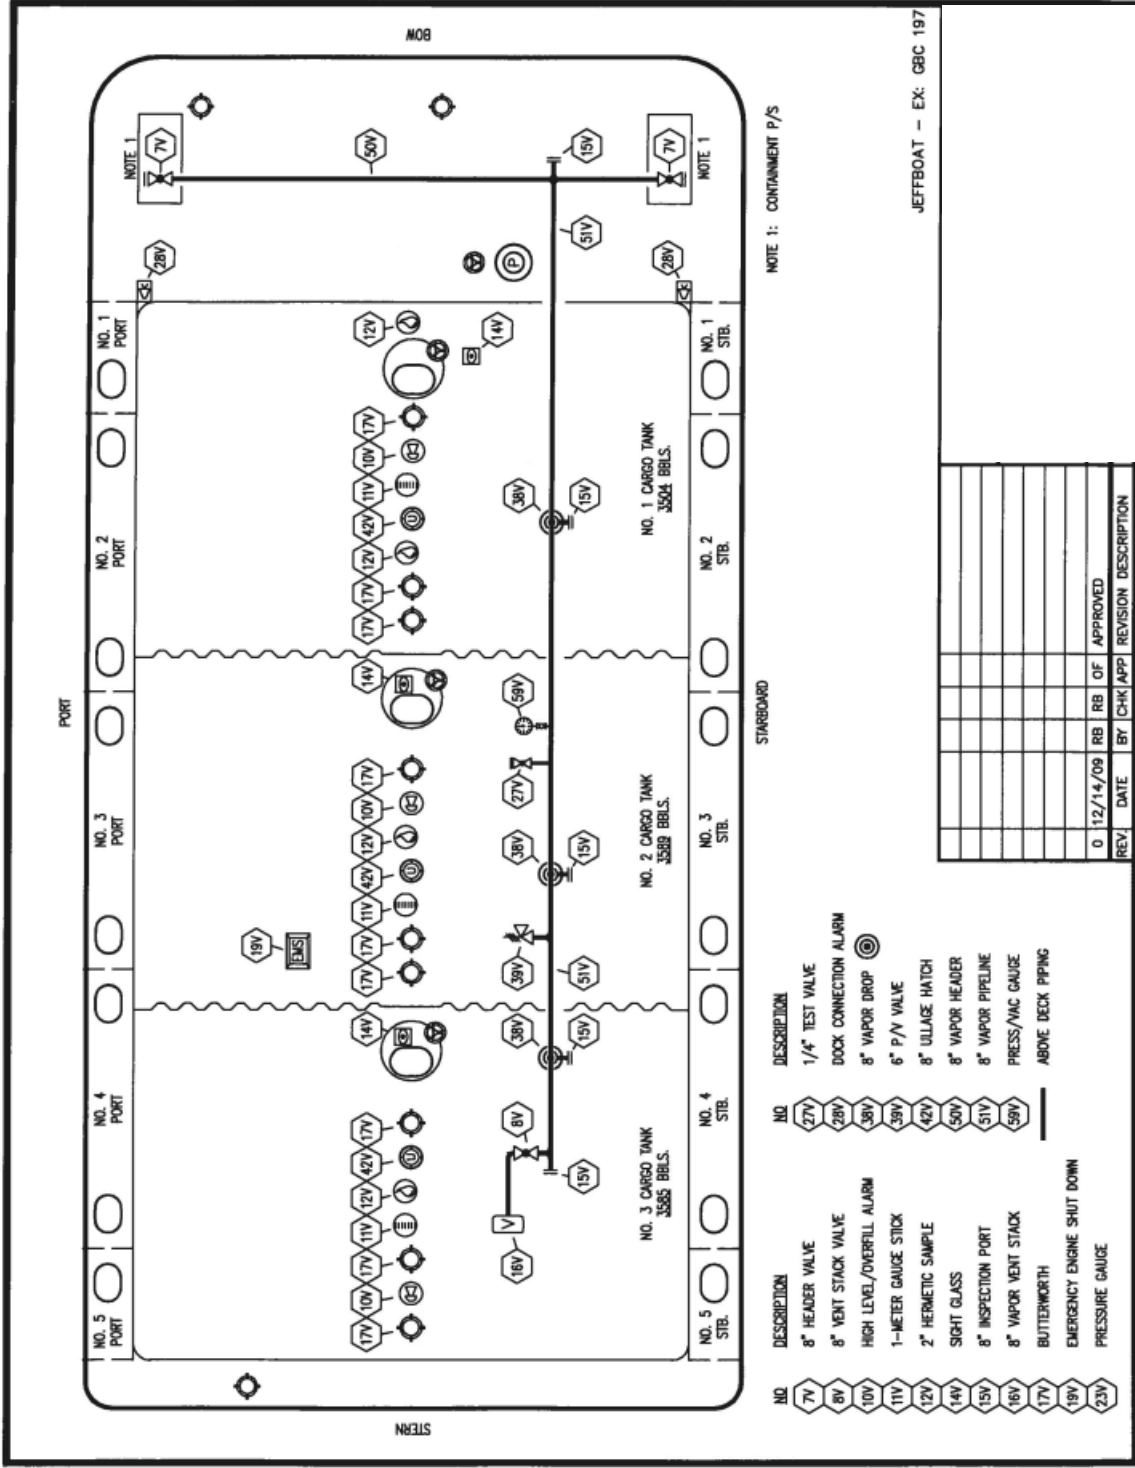 PORT
STERN
BOW
NO. 5
PORT
NO. 4
PORT
NO. 3
PORT
NO. 2
PORT
NO. 1
PORT
NOTE 1
7V
28V
19V
EMS
50V
17V
10V
17V
11V
12V
42V
17V
14V
17V
17V
11V
42V
12V
10V
17V
14V
17V
17V
12V
42V
11V
10V
17V
12V
U
U
U
14V
P
16V
V
8V
38V
39V
38V
27V
59V
38V
15V
15V
51V
15V
15V
51V
15V
NO. 3 CARGO TANK
3585 BBLS.
NO. 2 CARGO TANK
3589 BBLS.
NO. 1 CARGO TANK
3504 BBLS.
28V
7V
NOTE 1
NO. 5
STB.
NO. 4
STB.
NO. 3
STB.
NO. 2
STB.
NO. 1
STB.
STARBOARD
NOTE 1: CONTAINMENT P/S
NO DESCRIPTION
7V 8" HEADER VALVE
8V 8" VENT STACK VALVE
10V HIGH LEVEL/OVERFILL ALARM
11V 1-METER GAUGE STICK
12V 2" HERMETIC SAMPLE
14V SIGHT GLASS
15V 8" INSPECTION PORT
16V 8" VAPOR VENT STACK
17V BUTTERWORTH
19V EMERGENCY ENGINE SHUT DOWN
23V PRESSURE GAUGE
NO DESCRIPTION
27V 1/4" TEST VALVE
28V DOCK CONNECTION ALARM
38V 8" VAPOR DROP
39V 6" P/V VALVE
42V 8" ULLAGE HATCH
50V 8" VAPOR HEADER
51V 8" VAPOR PIPELINE
59V PRESS/VAC GAUGE
ABOVE DECK PIPING
JEFFBOAT - EX: GBC 197
0 12/14/09 RB RB OF APPROVED
REV. DATE BY CHK APP REVISION DESCRIPTION